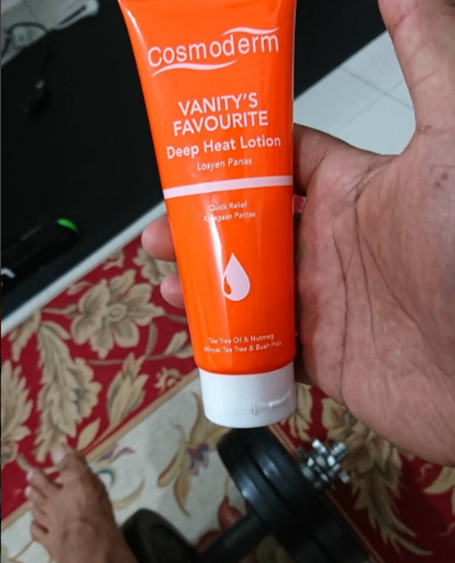 Cosmoderm
VANITY'S
FAVOURITE
Deep Heat Lotion
Losyen Panas
Quick Relief
Kelegaan Pantas
Tea Tree Oil & Nutmeg
Minyak Tea Tree & Buah Pala